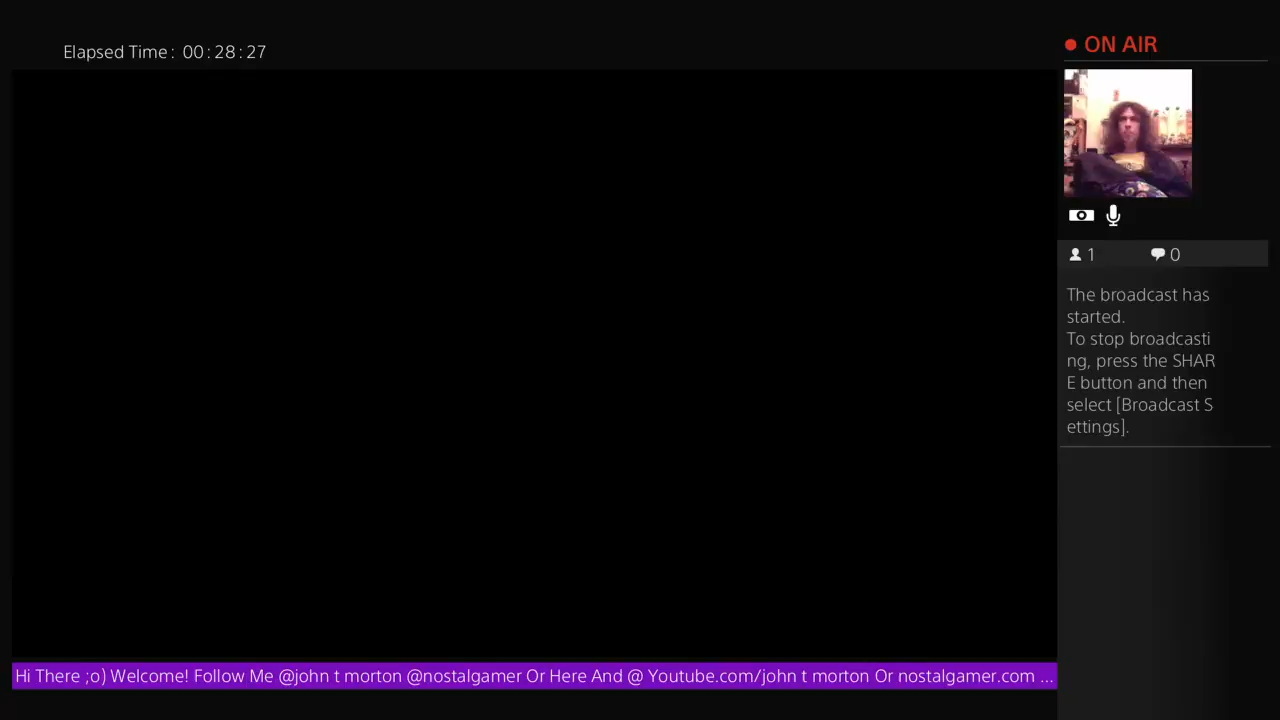 Elapsed Time: 00:28:27
ON AIR
1 0
The broadcast has
started.
To stop broadcasti
ng, press the SHAR
E button and then
select [Broadcast S
ettings].
Hi There ;o) Welcome! Follow Me @john t morton @nostalgamer Or Here And @ Youtube.com/john t morton Or nostalgamer.com ...